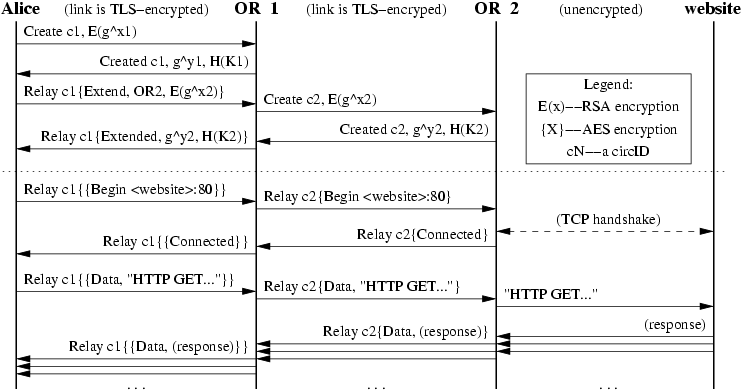 Alice (link is TLS-encrypted) OR 1 (link is TLS-encryped) OR 2 (unencrypted) website
Create c1, E(g^x1)
Created c1, g^y1, H(K1)
Relay c1{Extend, OR2, E(g^x2)}
Create c2, E(g^x2)
Created c2, g^y2, H(K2)
Relay c1{Extended, g^y2, H(K2)}
Legend:
E(x)--RSA encryption
{X}--AES encryption
cN--a circID
Relay c1{{Begin <website>:80}}
Relay c2{Begin <website>:80}
(TCP handshake)
Relay c2{Connected}
Relay c1{{Connected}}
Relay c1{{Data, "HTTP GET..."}}
Relay c2{Data, "HTTP GET..."}
"HTTP GET..."
(response)
Relay c2{Data, (response)}
Relay c1{{Data, (response)}}
... ... ...